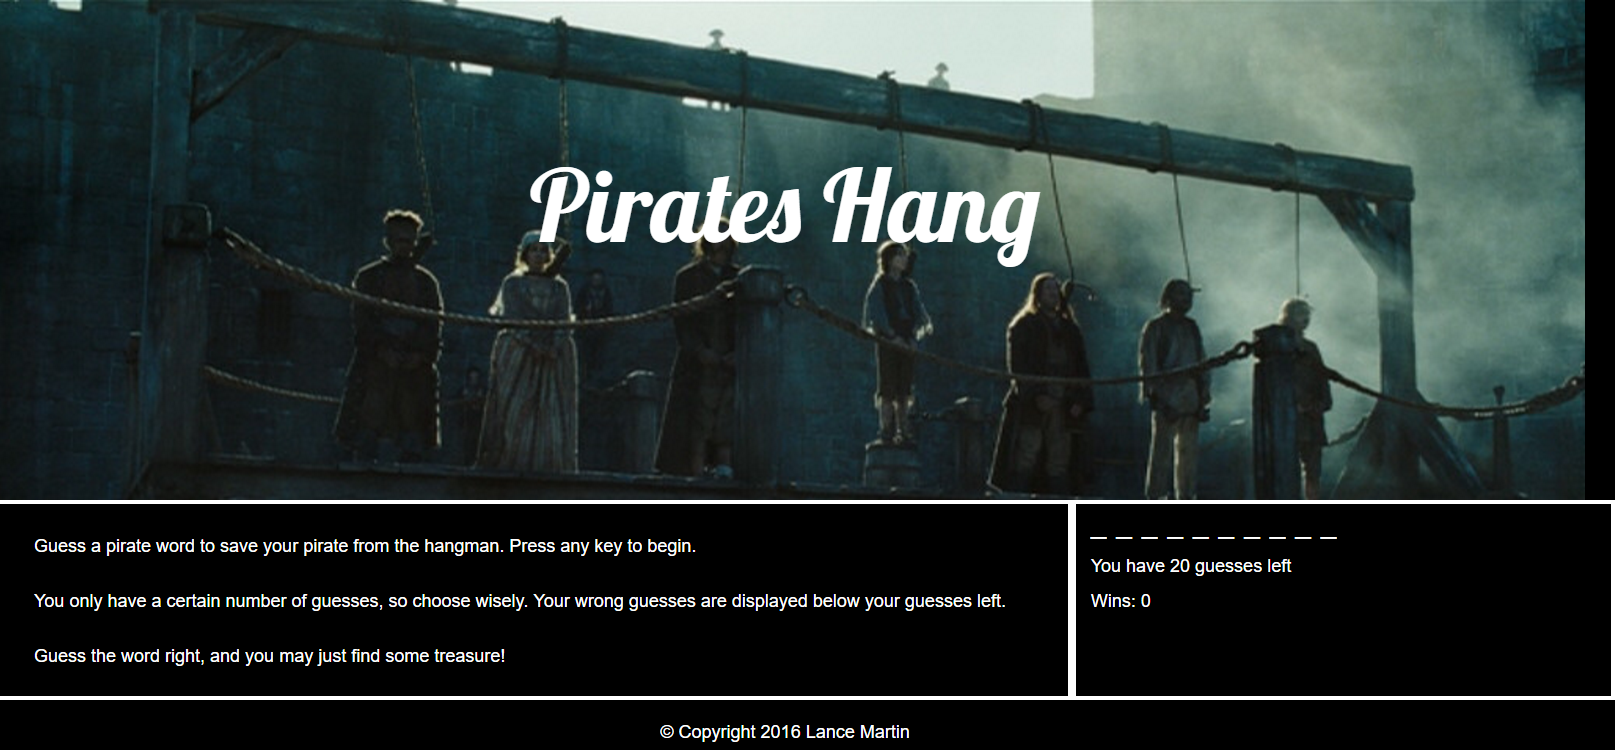 Pirates Hang
Guess a pirate word to save your pirate from the hangman. Press any key to begin.
You only have a certain number of guesses, so choose wisely. Your wrong guesses are displayed below your guesses left.
Guess the word right, and you may just find some treasure!
_ _ _ _ _ _ _ _ _ _
You have 20 guesses left
Wins: 0
© Copyright 2016 Lance Martin